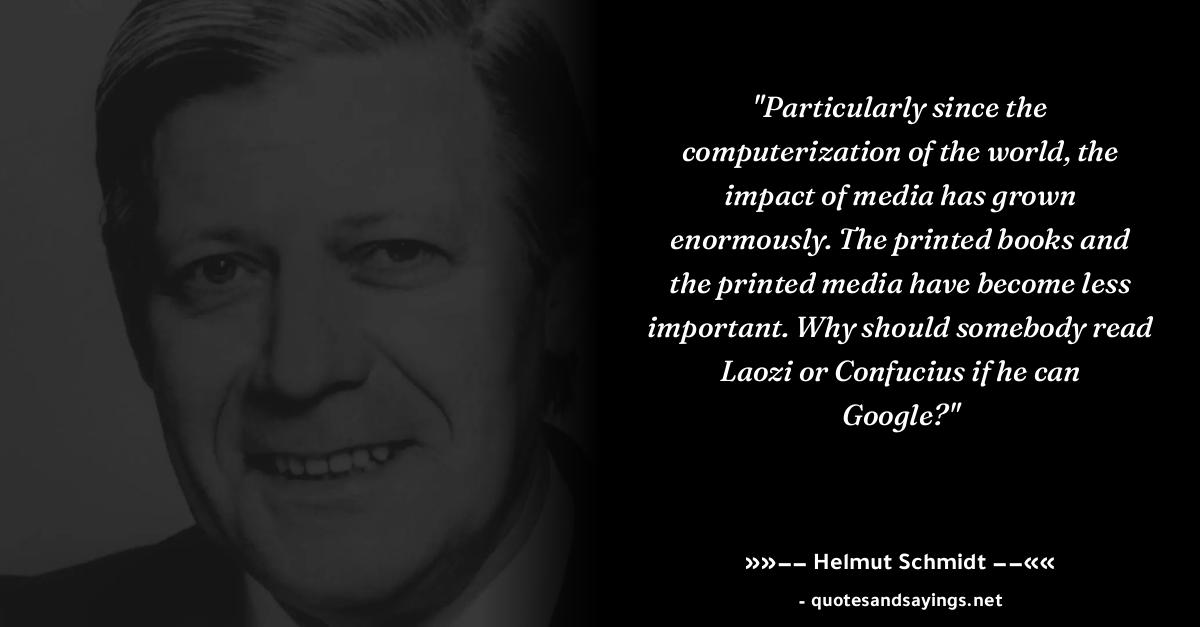 "Particularly since the
computerization of the world, the
impact of media has grown
enormously. The printed books and
the printed media have become less
important. Why should somebody read
Laozi or Confucius if he can
Google?"
»»−− Helmut Schmidt −−««
- quotesandsayings.net